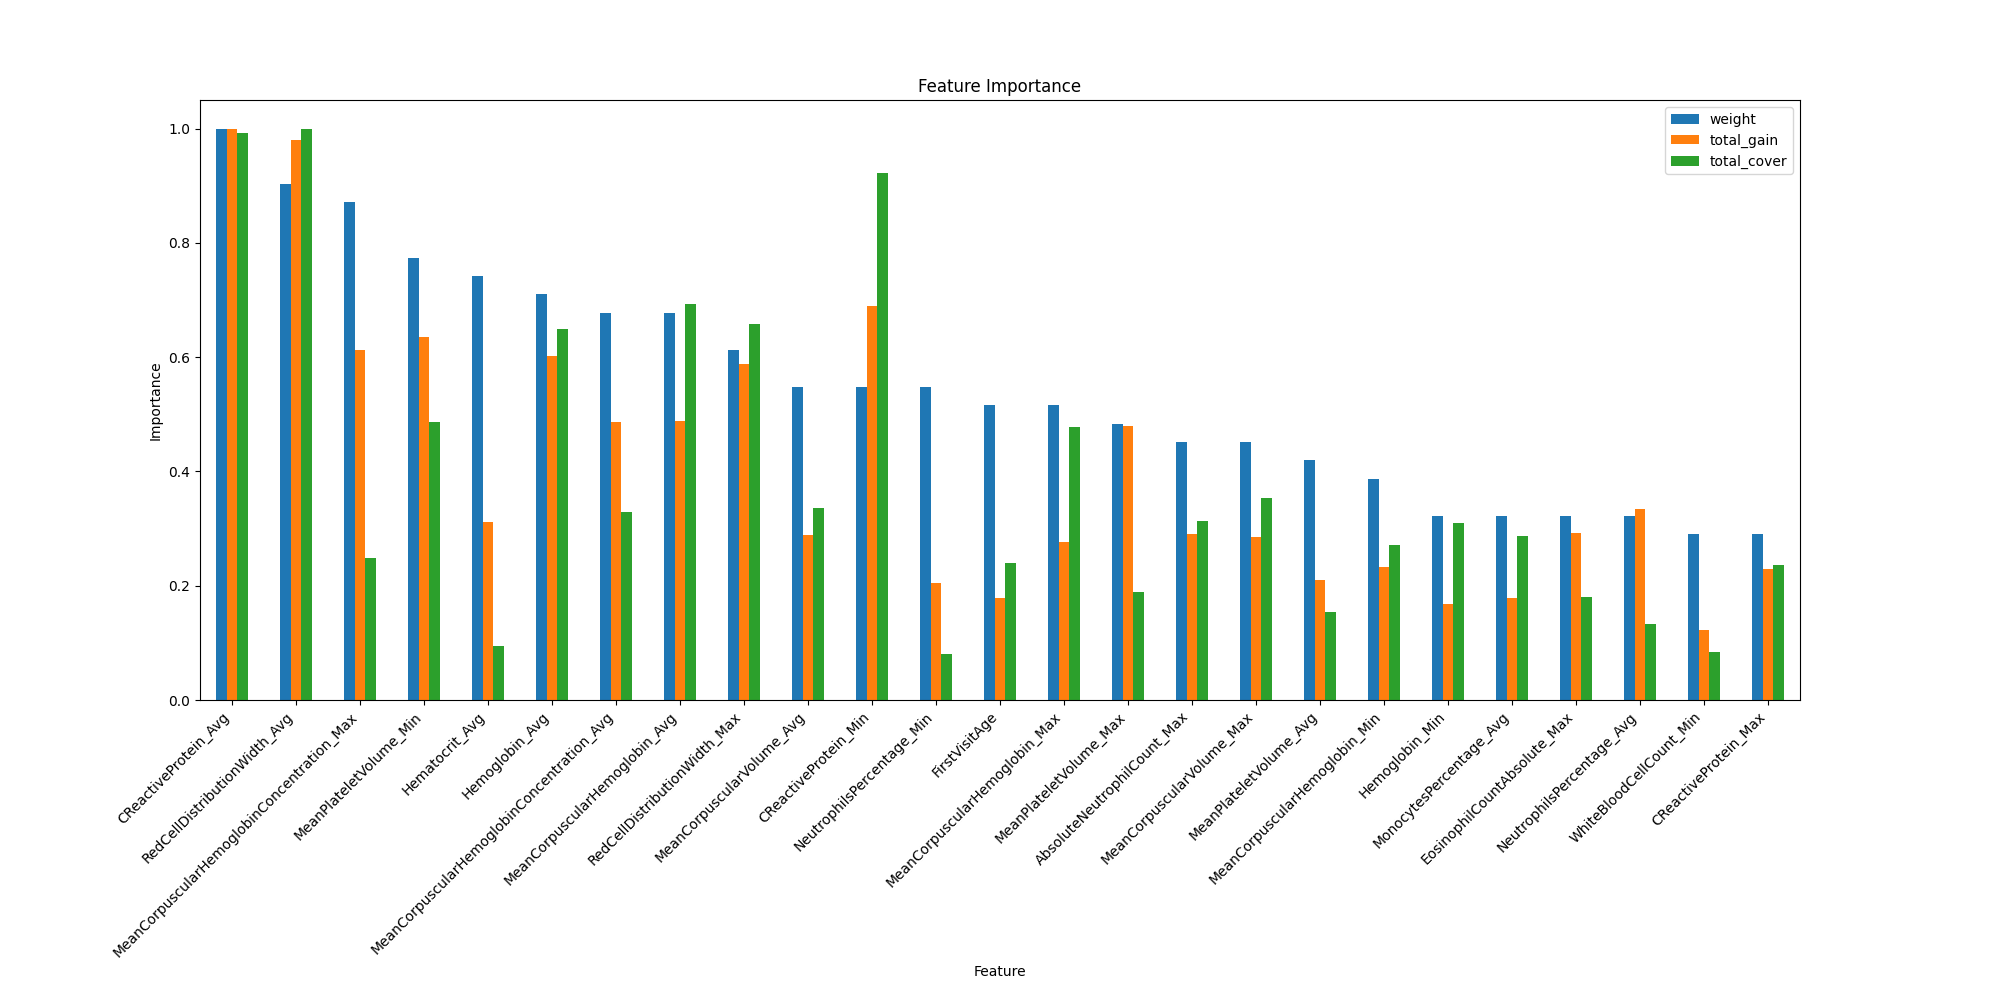 Feature Importance
weight
total_gain
total_cover
Importance
1.0
0.8
0.6
0.4
0.2
0.0
CReactiveProtein_Avg
RedCellDistributionWidth_Avg
MeanCorpuscularHemoglobinConcentration_Max
MeanPlateletVolume_Min
Hematocrit_Avg
Hemoglobin_Avg
MeanCorpuscularHemoglobinConcentration_Avg
MeanCorpuscularHemoglobin_Avg
RedCellDistributionWidth_Max
MeanCorpuscularVolume_Avg
CReactiveProtein_Min
NeutrophilsPercentage_Min
FirstVisitAge
MeanCorpuscularHemoglobin_Max
MeanPlateletVolume_Max
AbsoluteNeutrophilCount_Max
MeanCorpuscularVolume_Max
MeanPlateletVolume_Avg
MeanCorpuscularHemoglobin_Min
Hemoglobin_Min
MonocytesPercentage_Avg
EosinophilCountAbsolute_Max
NeutrophilsPercentage_Avg
WhiteBloodCellCount_Min
CReactiveProtein_Max
Feature